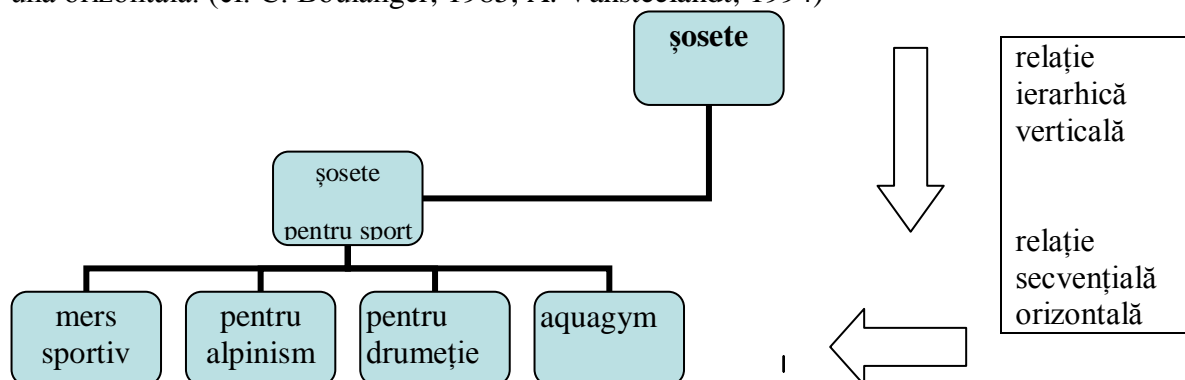 una orizontală. (cf. C. Boulanger, 1983; A. Vansteelandt, 1994)
șosete
relație
ierarhică
verticală
șosete
pentru sport
relație
secvențială
orizontală
mers
sportiv
pentru
alpinism
pentru
drumeție
aquagym